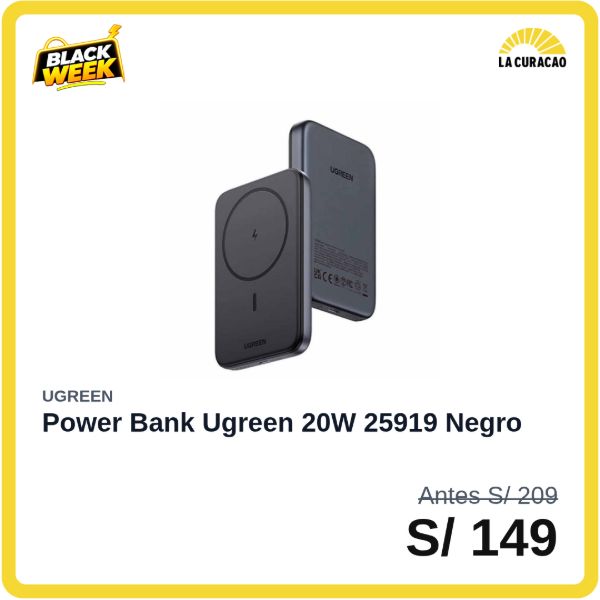 BLACK
WEEK
LA CURACAO
UGREEN
UGREEN
UGREEN
Power Bank Ugreen 20W 25919 Negro
Antes S/ 209
S/ 149